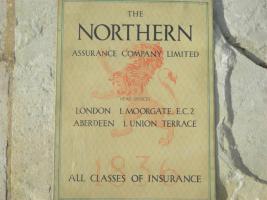 THE
NORTHERN
ASSURANCE COMPANY LIMITED
HEAD OFFICES
LONDON 1. MOORGATE. E.C.2
ABERDEEN 1. UNION TERRACE
1836
ALL CLASSES OF INSURANCE